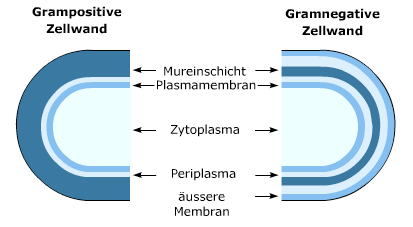 Grampositive
Zellwand
Gramnegative
Zellwand
Mureinschicht
Plasmamembran
Zytoplasma
Periplasma
äussere
Membran